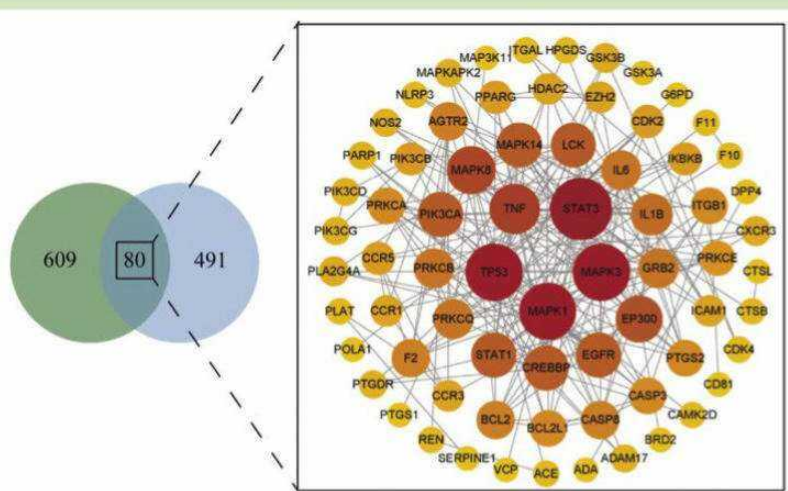 609
80
491
ITGAL HPGDS
MAP3K11 GSK3B
MAPKAPK2 GSK3A
NLRP3 PPARG HDAC2 EZH2 G6PD
NOS2 AGTR2 CDK2 F11
PARP1 PIK3CB MAPK14 LCK IL6 IKBKB F10
MAPK8
PIK3CD PRKCA PIK3CA TNF STAT3 IL1B ITGB1 DPP4
PIK3CG CXCR3
PLA2G4A CCR5 PRKCB TP53 MAPK3 GRB2 PRKCE CTSL
PLAT CCR1 PRKCQ MAPK1 EP300 ICAM1 CTSB
POLA1 F2 STAT1 CREBBP EGFR PTGS2 CDK4
PTGDR CCR3 CASP3 CD81
PTGS1 BCL2 BCL2L1 CASP8 CAMK2D
REN BRD2
SERPINE1 VCP ACE ADA ADAM17